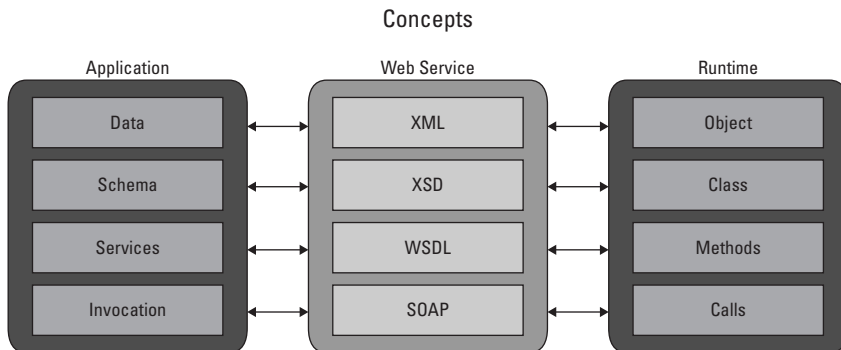 Concepts
Application
Web Service
Runtime
Data
XML
Object
Schema
XSD
Class
Services
WSDL
Methods
Invocation
SOAP
Calls